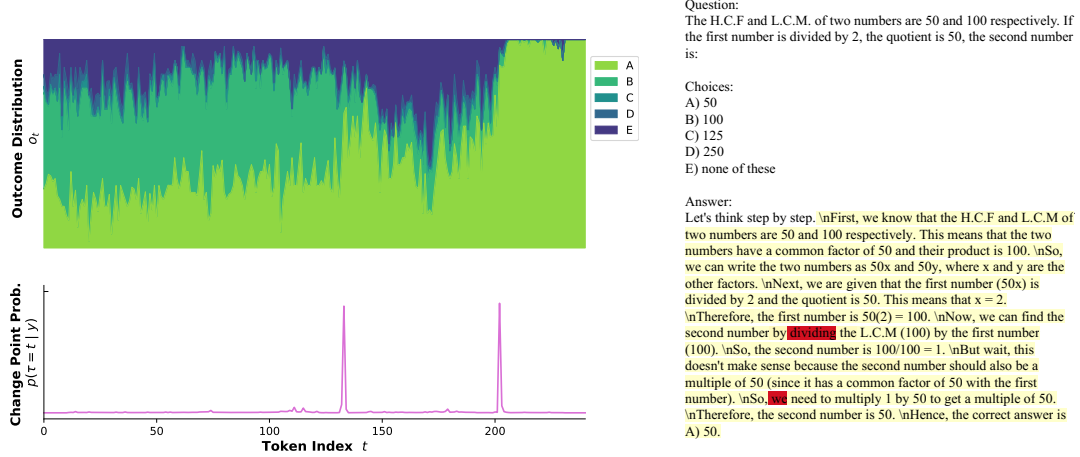 Outcome Distribution
o_t
A
B
C
D
E
Change Point Prob.
p(τ = t | y)
0
50
100
150
200
Token Index t
Question:
The H.C.F and L.C.M. of two numbers are 50 and 100 respectively. If
the first number is divided by 2, the quotient is 50, the second number
is:
Choices:
A) 50
B) 100
C) 125
D) 250
E) none of these
Answer:
Let's think step by step. \nFirst, we know that the H.C.F and L.C.M of
two numbers are 50 and 100 respectively. This means that the two
numbers have a common factor of 50 and their product is 100. \nSo,
we can write the two numbers as 50x and 50y, where x and y are the
other factors. \nNext, we are given that the first number (50x) is
divided by 2 and the quotient is 50. This means that x = 2.
\nTherefore, the first number is 50(2) = 100. \nNow, we can find the
second number by dividing the L.C.M (100) by the first number
(100). \nSo, the second number is 100/100 = 1. \nBut wait, this
doesn't make sense because the second number should also be a
multiple of 50 (since it has a common factor of 50 with the first
number). \nSo, we need to multiply 1 by 50 to get a multiple of 50.
\nTherefore, the second number is 50. \nHence, the correct answer is
A) 50.